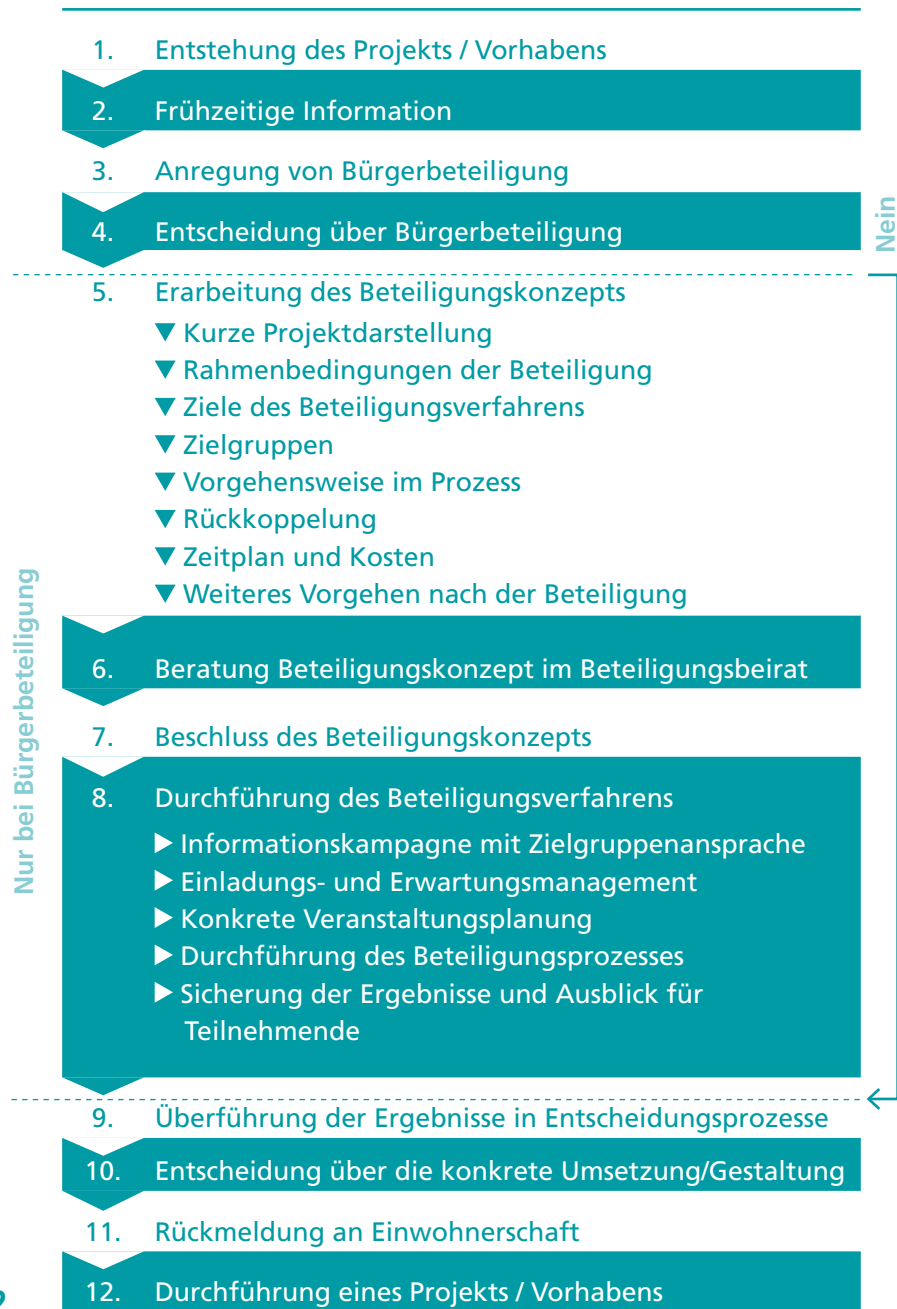 1. Entstehung des Projekts / Vorhabens
2. Frühzeitige Information
3. Anregung von Bürgerbeteiligung
4. Entscheidung über Bürgerbeteiligung
Nein
5. Erarbeitung des Beteiligungskonzepts
▼ Kurze Projektdarstellung
▼ Rahmenbedingungen der Beteiligung
▼ Ziele des Beteiligungsverfahrens
▼ Zielgruppen
▼ Vorgehensweise im Prozess
▼ Rückkoppelung
▼ Zeitplan und Kosten
▼ Weiteres Vorgehen nach der Beteiligung
Nur bei Bürgerbeteiligung
6. Beratung Beteiligungskonzept im Beteiligungsbeirat
7. Beschluss des Beteiligungskonzepts
8. Durchführung des Beteiligungsverfahrens
▶ Informationskampagne mit Zielgruppenansprache
▶ Einladungs- und Erwartungsmanagement
▶ Konkrete Veranstaltungsplanung
▶ Durchführung des Beteiligungsprozesses
▶ Sicherung der Ergebnisse und Ausblick für
Teilnehmende
9. Überführung der Ergebnisse in Entscheidungsprozesse
10. Entscheidung über die konkrete Umsetzung/Gestaltung
11. Rückmeldung an Einwohnerschaft
12. Durchführung eines Projekts / Vorhabens